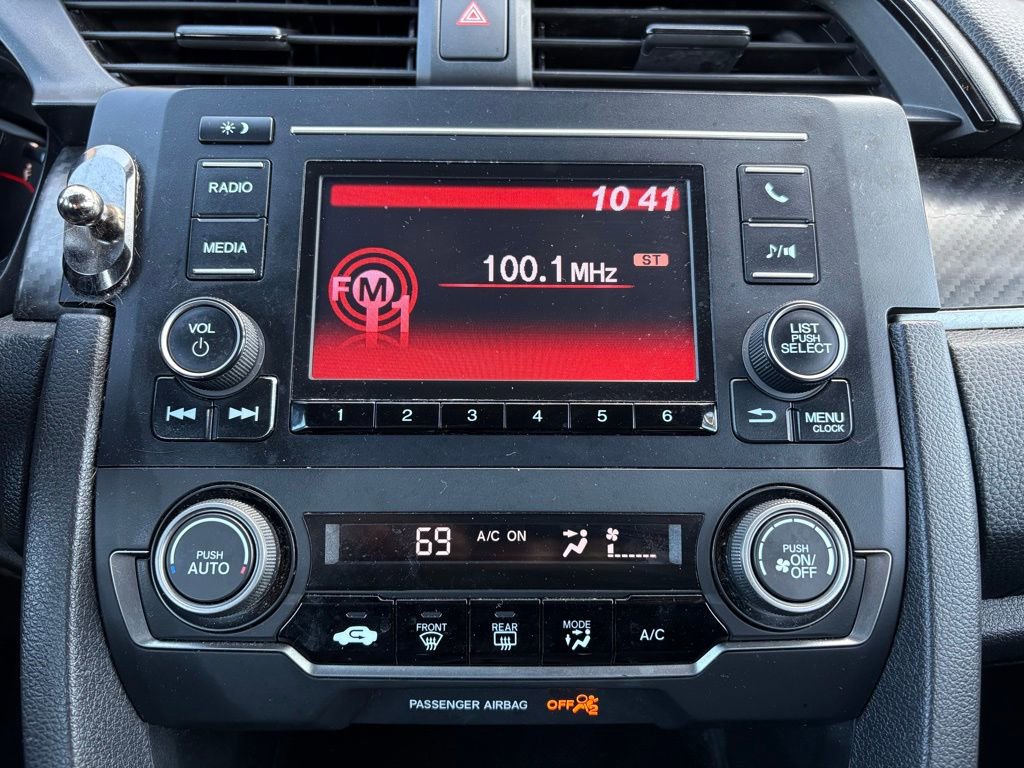 RADIO
MEDIA
10 41
100.1 MHz ST
FM
1
VOL
LIST
PUSH
SELECT
1 2 3 4 5 6
MENU
CLOCK
PUSH
AUTO
69 A/C ON
PUSH
ON/
OFF
FRONT
REAR
MODE
A/C
PASSENGER AIRBAG OFF 2